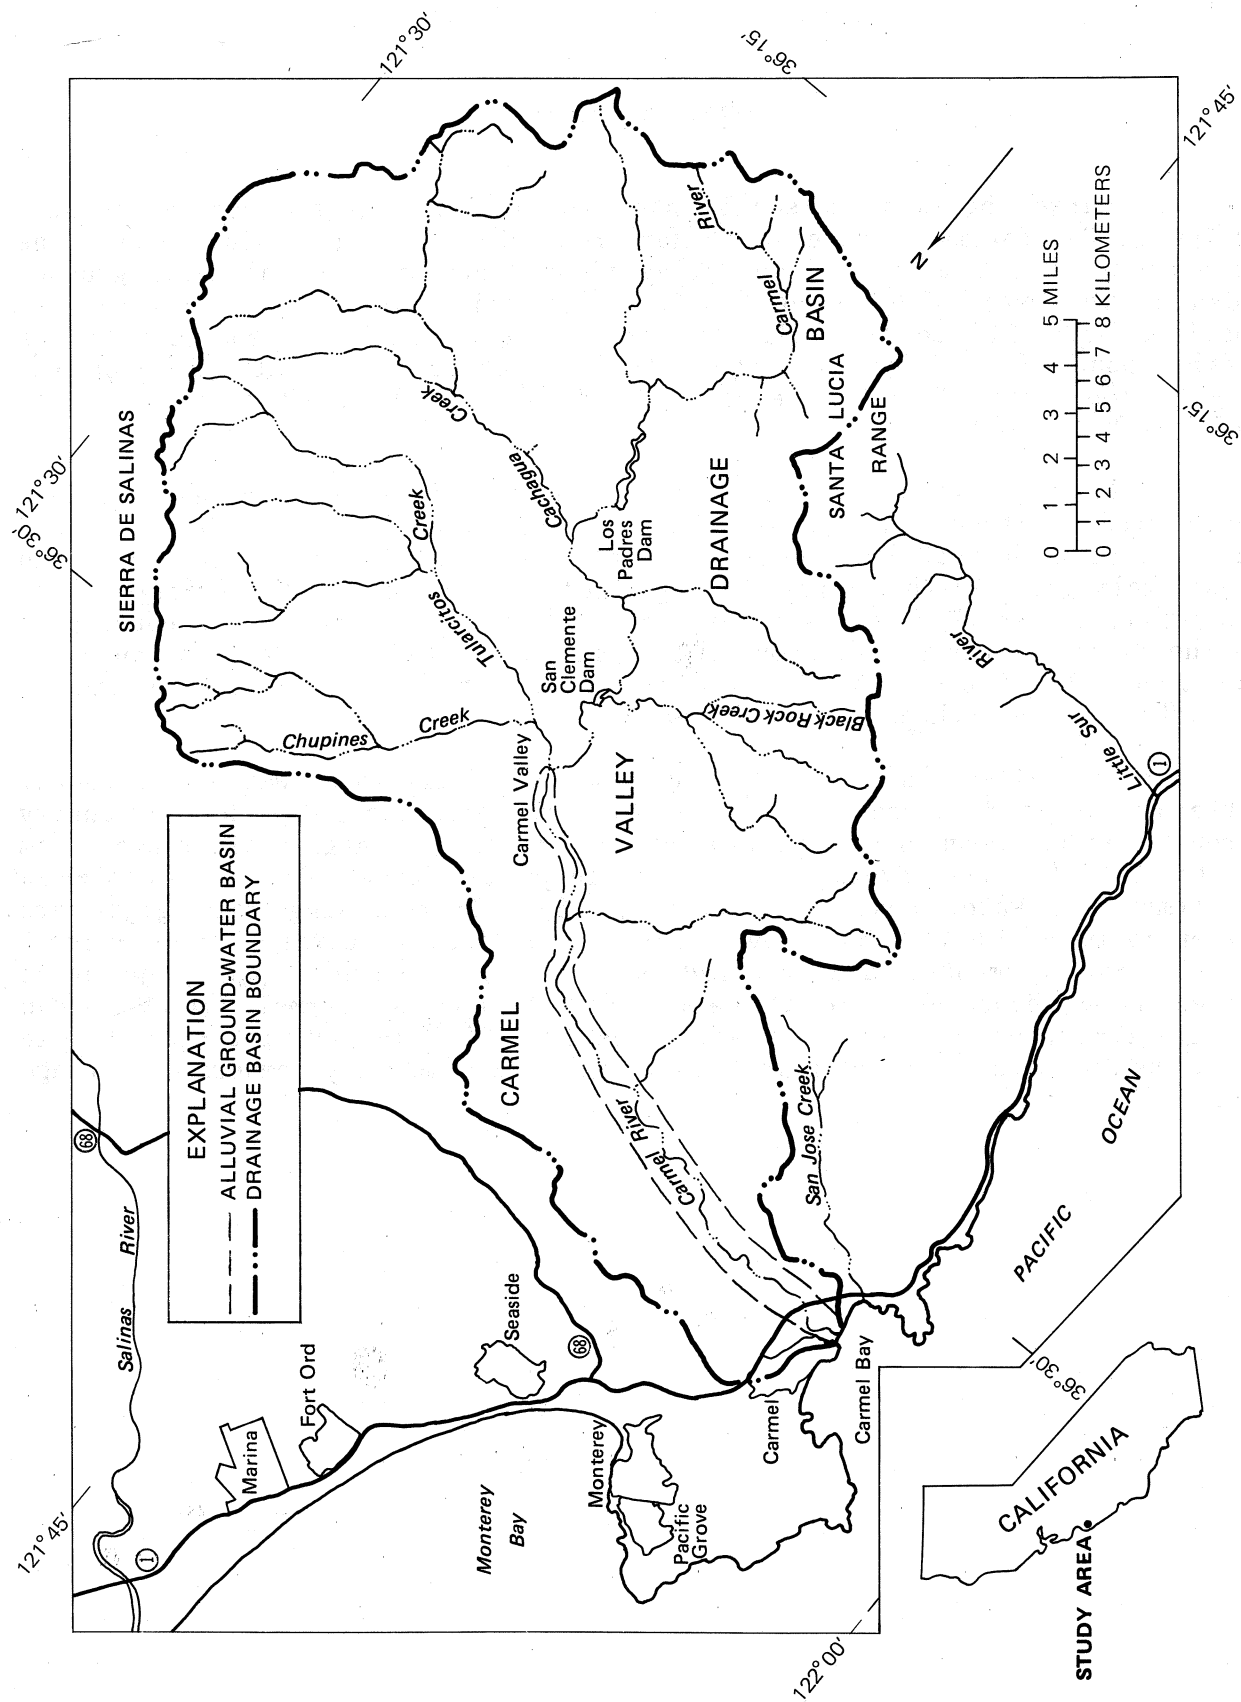 121°45'
121°30'
36°30'
121°30'
36°15'
121°45'
36°15'
36°30'
122°00'
SIERRA DE SALINAS
Salinas
River
68
1
EXPLANATION
ALLUVIAL GROUND-WATER BASIN
DRAINAGE BASIN BOUNDARY
Marina
Fort Ord
Seaside
68
Monterey
Bay
Monterey
Pacific
Grove
Carmel
Carmel Bay
CARMEL
VALLEY
DRAINAGE
BASIN
Chupines
Creek
Tularcitos
Creek
Cachagua
Creek
Carmel Valley
San
Clemente
Dam
Los
Padres
Dam
Carmel
River
Carmel River
Black Rock Creek
San Jose Creek
SANTA LUCIA
RANGE
Little Sur
River
1
PACIFIC
OCEAN
N
0 1 2 3 4 5 MILES
0 1 2 3 4 5 6 7 8 KILOMETERS
CALIFORNIA
STUDY AREA